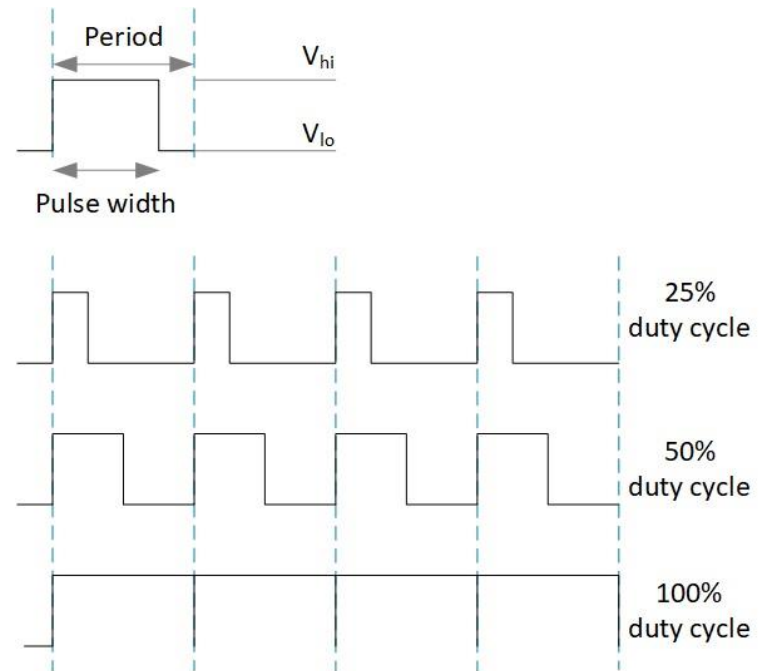 Period
Vhi
Vlo
Pulse width
25%
duty cycle
50%
duty cycle
100%
duty cycle